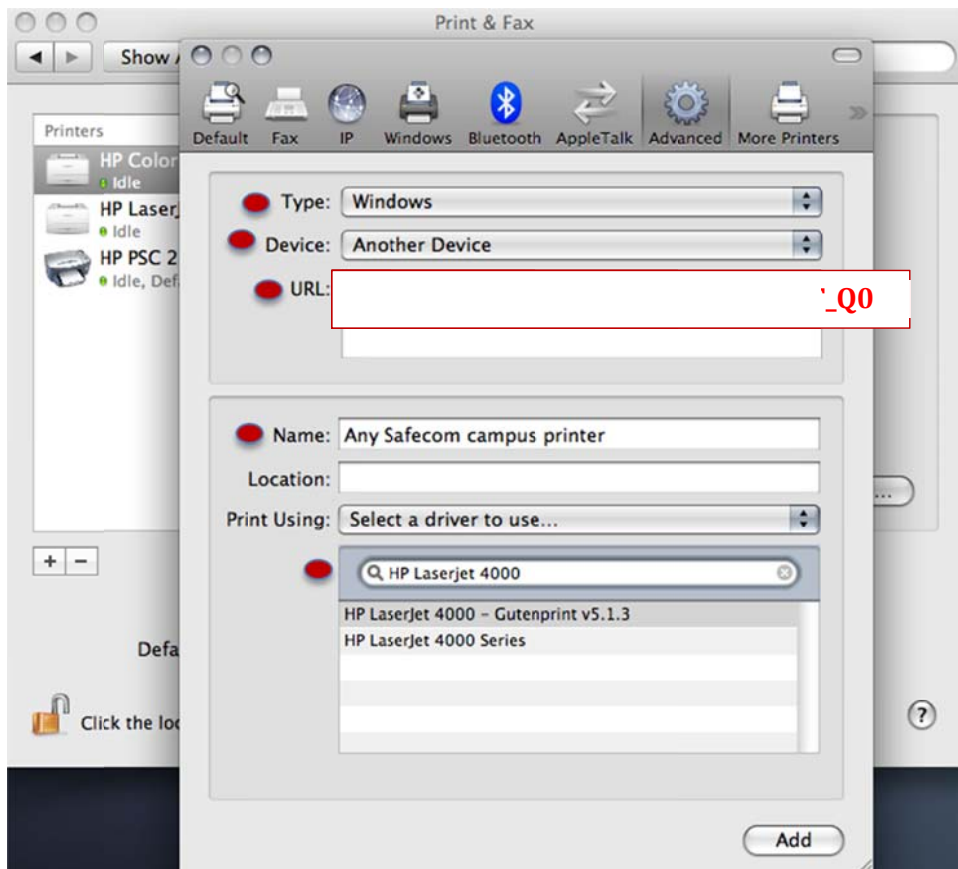 Print & Fax
Show
Default Fax IP Windows Bluetooth AppleTalk Advanced More Printers
Printers
HP Color
Idle
HP LaserJ
Idle
HP PSC 2
Idle, Def
Type: Windows
Device: Another Device
URL: _Q0
Name: Any Safecom campus printer
Location:
Print Using: Select a driver to use...
HP Laserjet 4000
HP LaserJet 4000 – Gutenprint v5.1.3
HP LaserJet 4000 Series
...
+ −
Defa
Click the loc
?
Add